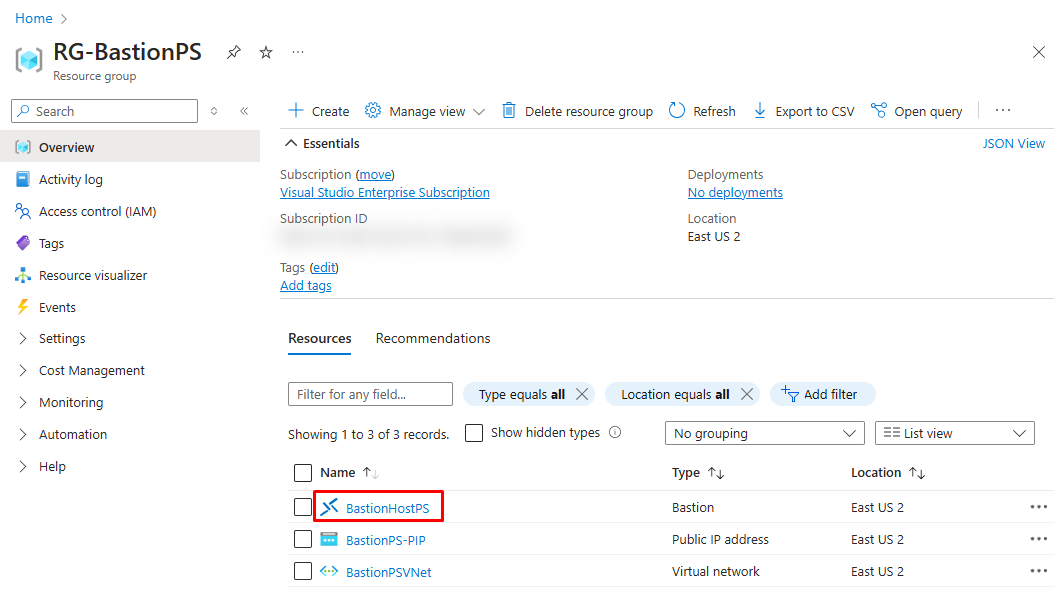 Home
RG-BastionPS
Resource group
Search
Create
Manage view
Delete resource group
Refresh
Export to CSV
Open query
Overview
Activity log
Access control (IAM)
Tags
Resource visualizer
Events
Settings
Cost Management
Monitoring
Automation
Help
Essentials
JSON View
Subscription (move)
Visual Studio Enterprise Subscription
Subscription ID
Tags (edit)
Add tags
Deployments
No deployments
Location
East US 2
Resources
Recommendations
Filter for any field...
Type equals all
Location equals all
Add filter
Showing 1 to 3 of 3 records.
Show hidden types
No grouping
List view
Name
Type
Location
BastionHostPS
Bastion
East US 2
BastionPS-PIP
Public IP address
East US 2
BastionPSVNet
Virtual network
East US 2